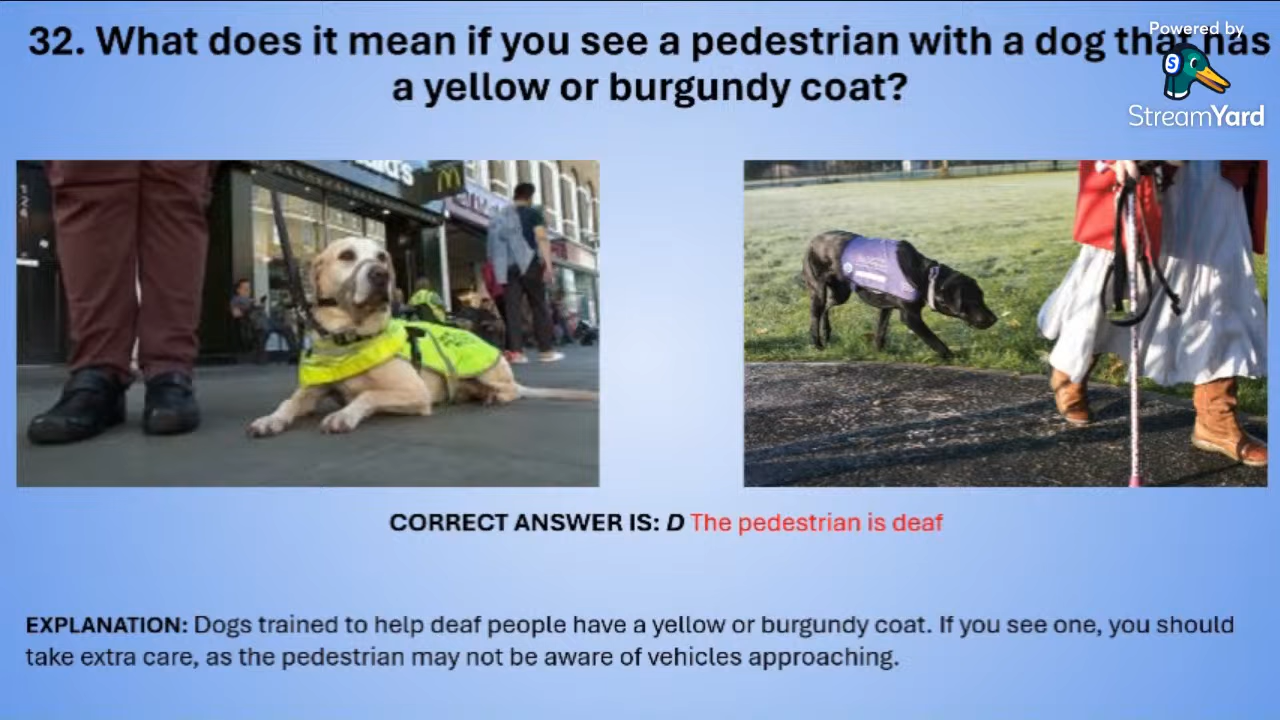 32. What does it mean if you see a pedestrian with a dog that has
a yellow or burgundy coat?
Powered by
StreamYard
CORRECT ANSWER IS: D The pedestrian is deaf
EXPLANATION: Dogs trained to help deaf people have a yellow or burgundy coat. If you see one, you should
take extra care, as the pedestrian may not be aware of vehicles approaching.